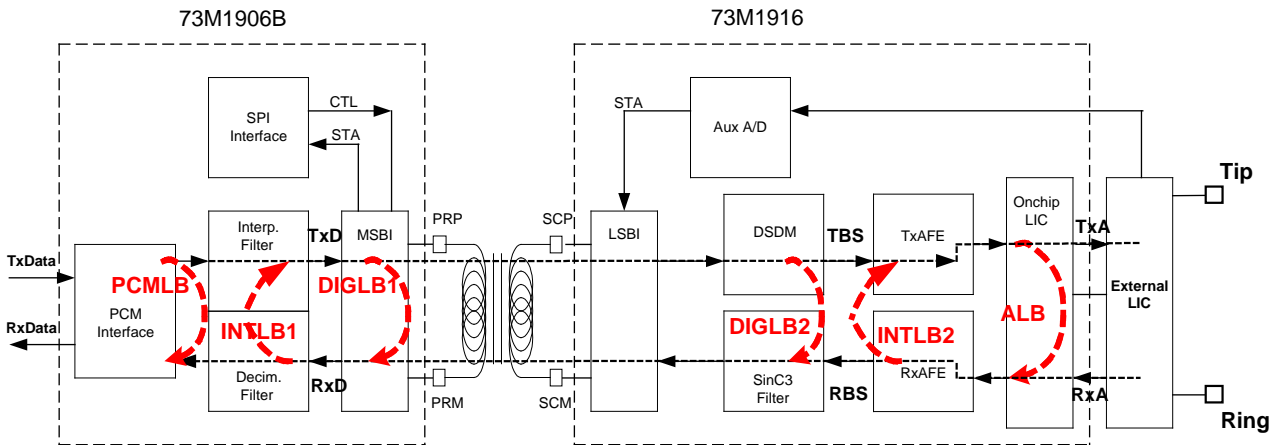 73M1906B
73M1916
SPI
Interface
CTL
STA
STA
Aux A/D
Tip
Interp.
Filter
TxD
MSBI
PRP
SCP
LSBI
DSDM
TBS
TxAFE
Onchip
LIC
TxA
TxData
PCMLB
DIGLB1
External
LIC
RxData
PCM
Interface
INTLB1
DIGLB2
INTLB2
ALB
Decim.
Filter
RxD
PRM
SCM
SinC3
Filter
RBS
RxAFE
RxA
Ring